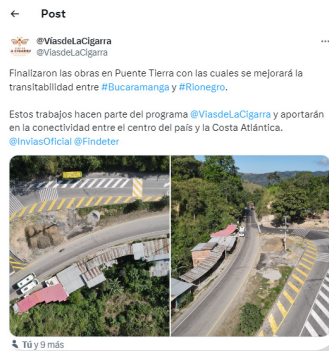 Post
@VíasdeLaCigarra
@ViasdeLaCigarra
Finalizaron las obras en Puente Tierra con las cuales se mejorará la
transitabilidad entre #Bucaramanga y #Rionegro.
Estos trabajos hacen parte del programa @ViasdeLaCigarra y aportarán
en la conectividad entre el centro del país y la Costa Atlántica.
@InviasOficial @Findeter
Tú y 9 más